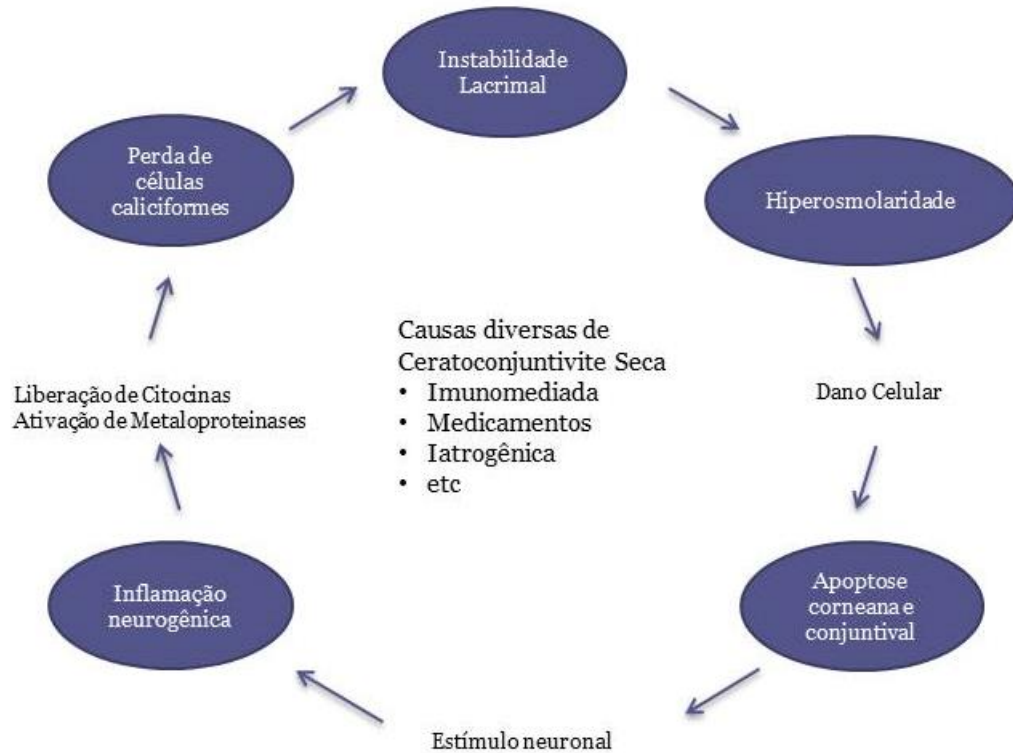 Instabilidade
Lacrimal
Hiperosmolaridade
Dano Celular
Apoptose
corneana e
conjuntival
Estímulo neuronal
Inflamação
neurogênica
Liberação de Citocinas
Ativação de Metaloproteinases
Perda de
células
caliciformes
Causas diversas de
Ceratoconjuntivite Seca
• Imunomediada
• Medicamentos
• Iatrogênica
• etc